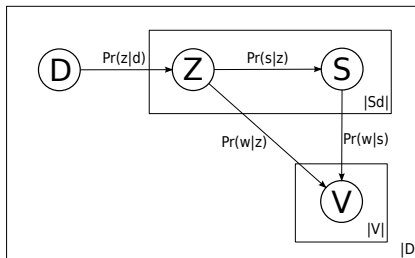 Pr(z|d)
Pr(s|z)
D
Z
S
|Sd|
Pr(w|z)
Pr(w|s)
V
|V|
|D